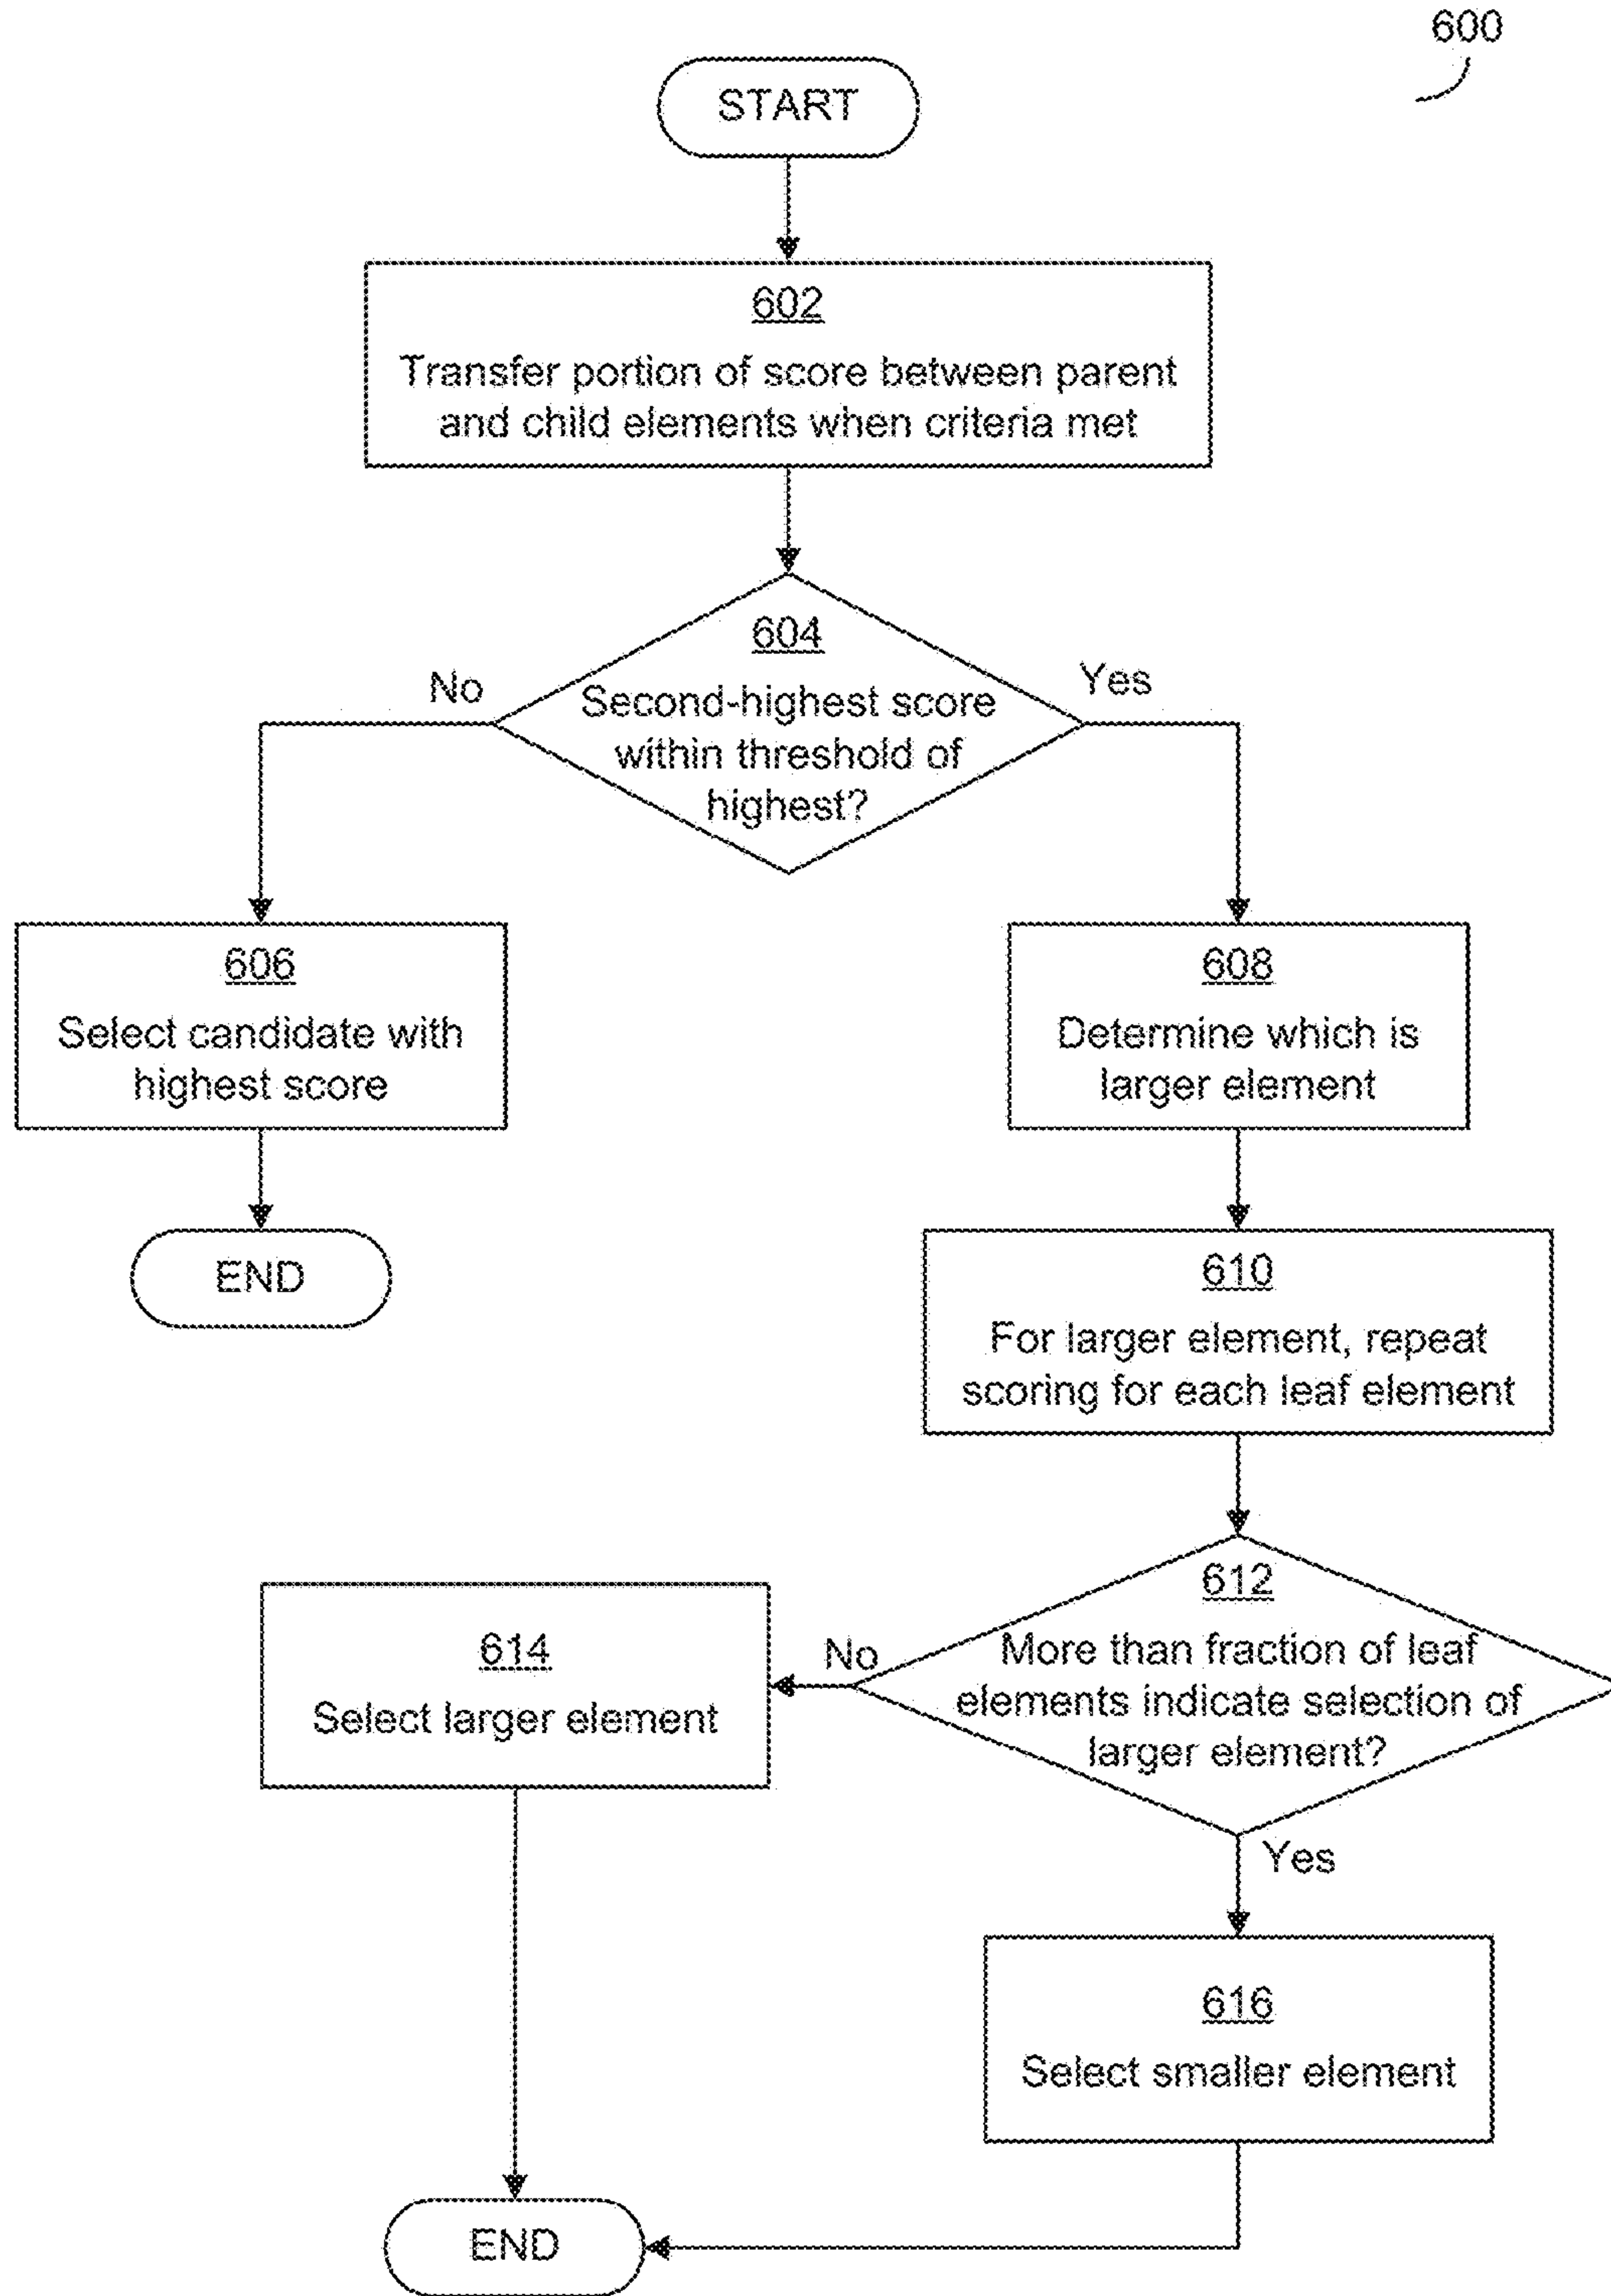 600
START
602
Transfer portion of score between parent
and child elements when criteria met
604
Second-highest score
within threshold of
highest?
No
Yes
606
Select candidate with
highest score
END
608
Determine which is
larger element
610
For larger element, repeat
scoring for each leaf element
612
More than fraction of leaf
elements indicate selection of
larger element?
No
Yes
614
Select larger element
616
Select smaller element
END